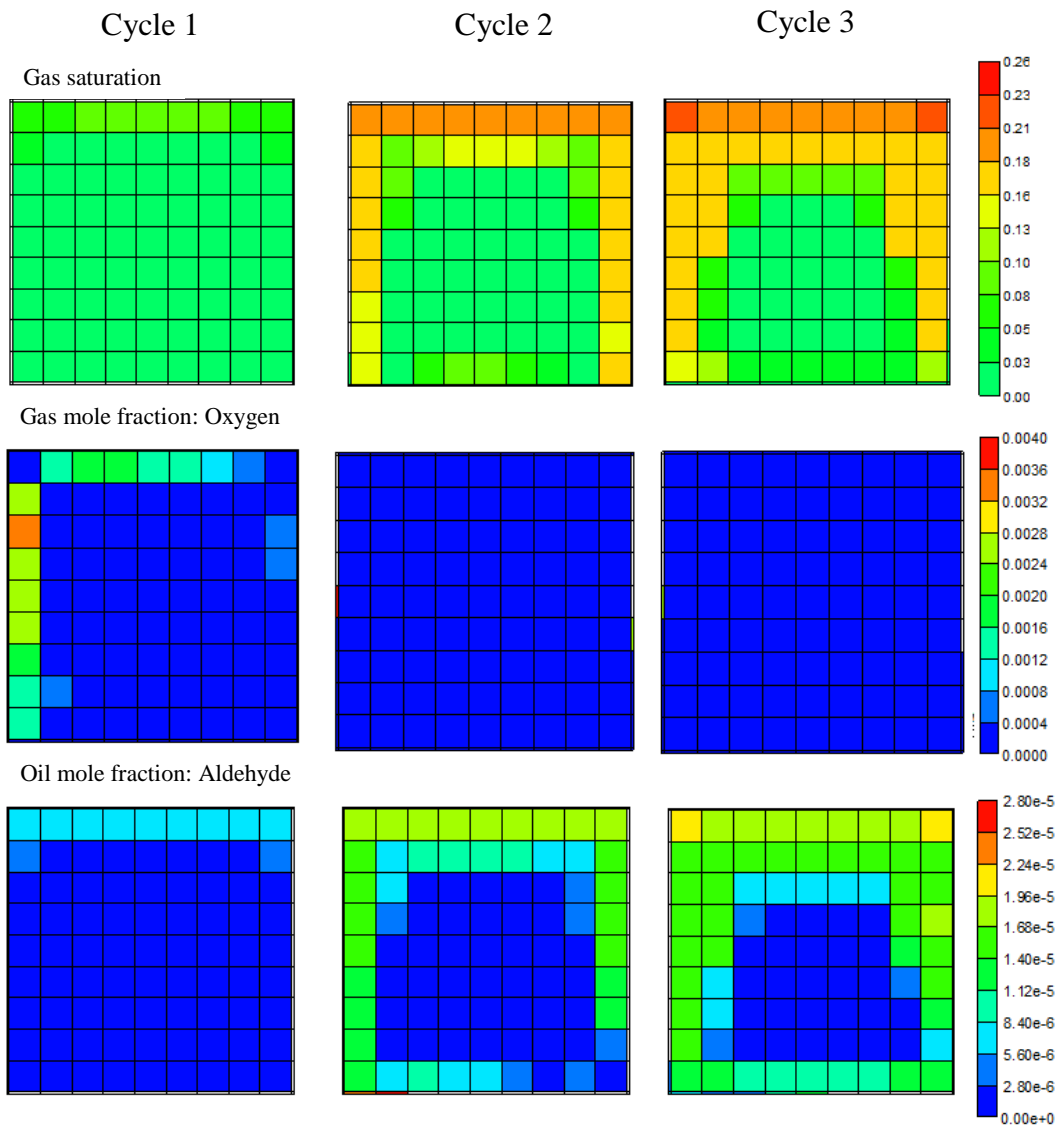 Cycle 1 Cycle 2 Cycle 3
Gas saturation
0.26
0.23
0.21
0.18
0.16
0.13
0.10
0.08
0.05
0.03
0.00
Gas mole fraction: Oxygen
0.0040
0.0036
0.0032
0.0028
0.0024
0.0020
0.0016
0.0012
0.0008
0.0004
0.0000
Oil mole fraction: Aldehyde
2.80e-5
2.52e-5
2.24e-5
1.96e-5
1.68e-5
1.40e-5
1.12e-5
8.40e-6
5.60e-6
2.80e-6
0.00e+0